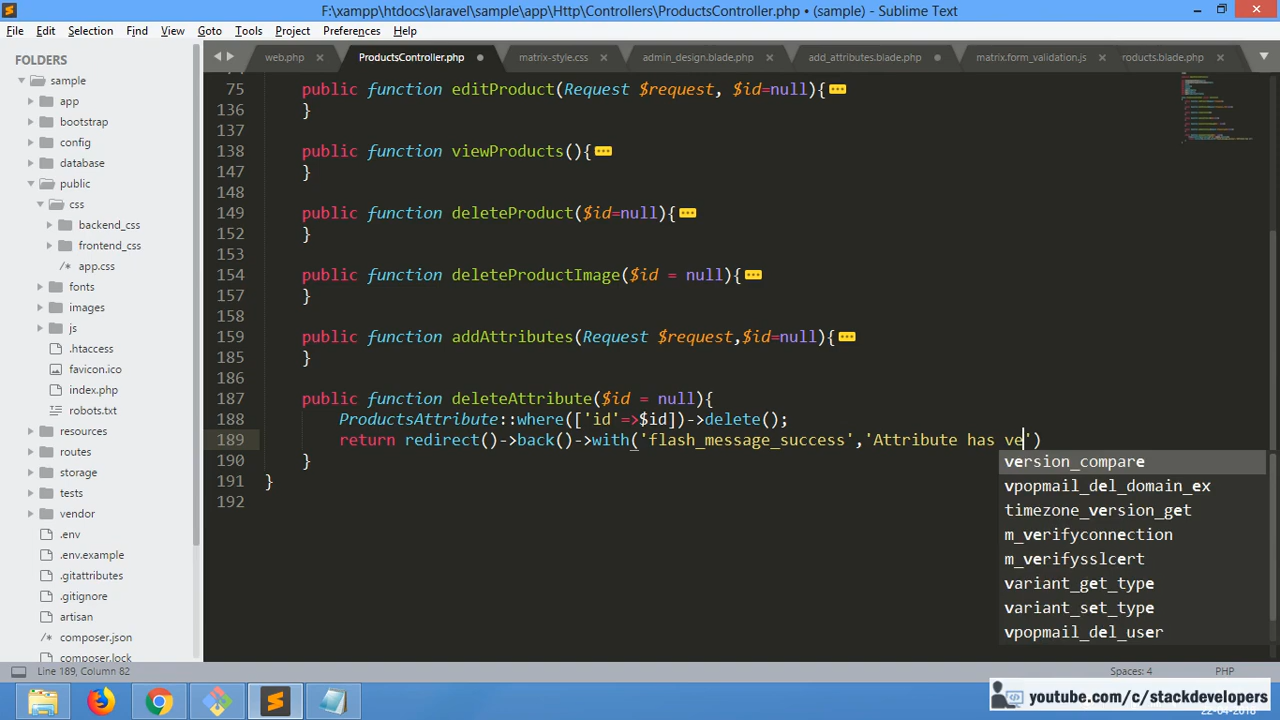 F:\xampp\htdocs\laravel\sample\app\Http\Controllers\ProductsController.php • (sample) - Sublime Text
File Edit Selection Find View Goto Tools Project Preferences Help
FOLDERS
sample
app
bootstrap
config
database
public
css
backend_css
frontend_css
/* app.css
fonts
images
js
.htaccess
favicon.ico
index.php
robots.txt
resources
routes
storage
tests
vendor
.env
.env.example
.gitattributes
.gitignore
artisan
/* composer.json
composer.lock
web.php ProductsController.php matrix-style.css admin_design.blade.php add_attributes.blade.php matrix.form_validation.js roducts.blade.php
75 public function editProduct(Request $request, $id=null){
136 }
137
138 public function viewProducts(){
147 }
148
149 public function deleteProduct($id=null){
152 }
153
154 public function deleteProductImage($id = null){
157 }
158
159 public function addAttributes(Request $request,$id=null){
185 }
186
187 public function deleteAttribute($id = null){
188 ProductsAttribute::where(['id'=>$id])->delete();
189 return redirect()->back()->with('flash_message_success','Attribute has ve')
190 }
191 }
192
version_compare
vpopmail_del_domain_ex
timezone_version_get
m_verifyconnection
m_verifysslcert
variant_get_type
variant_set_type
vpopmail_del_user
Line 189, Column 82
Spaces: 4
PHP
youtube.com/c/stackdevelopers
22-04-2018